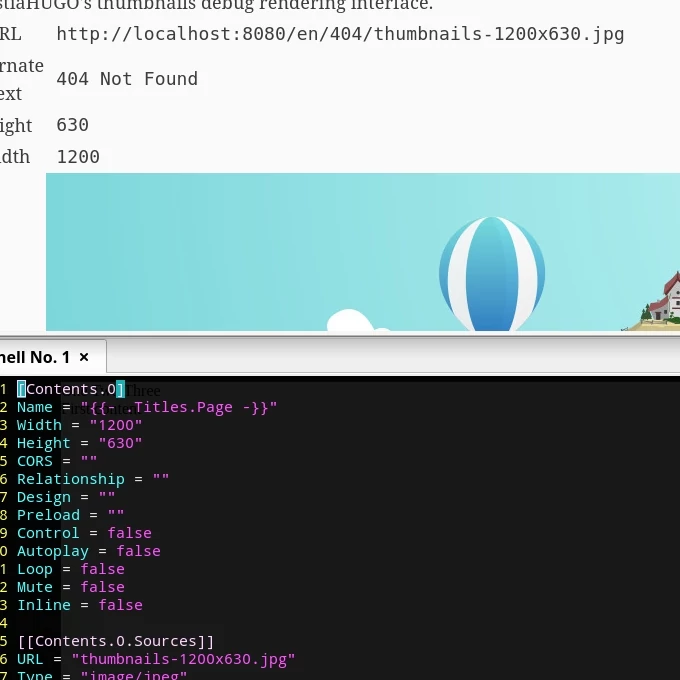 stiaHUGO's thumbnails debug rendering interface.
RL http://localhost:8080/en/404/thumbnails-1200x630.jpg
rnate
ext 404 Not Found
ight 630
dth 1200
hell No. 1 ×
1 [Contents.0]
2 Name = "{{- .Titles.Page -}}"
3 Width = "1200"
4 Height = "630"
5 CORS = ""
6 Relationship = ""
7 Design = ""
8 Preload = ""
9 Control = false
0 Autoplay = false
1 Loop = false
2 Mute = false
3 Inline = false
4
5 [[Contents.0.Sources]]
6 URL = "thumbnails-1200x630.jpg"
7 Type = "image/jpeg"